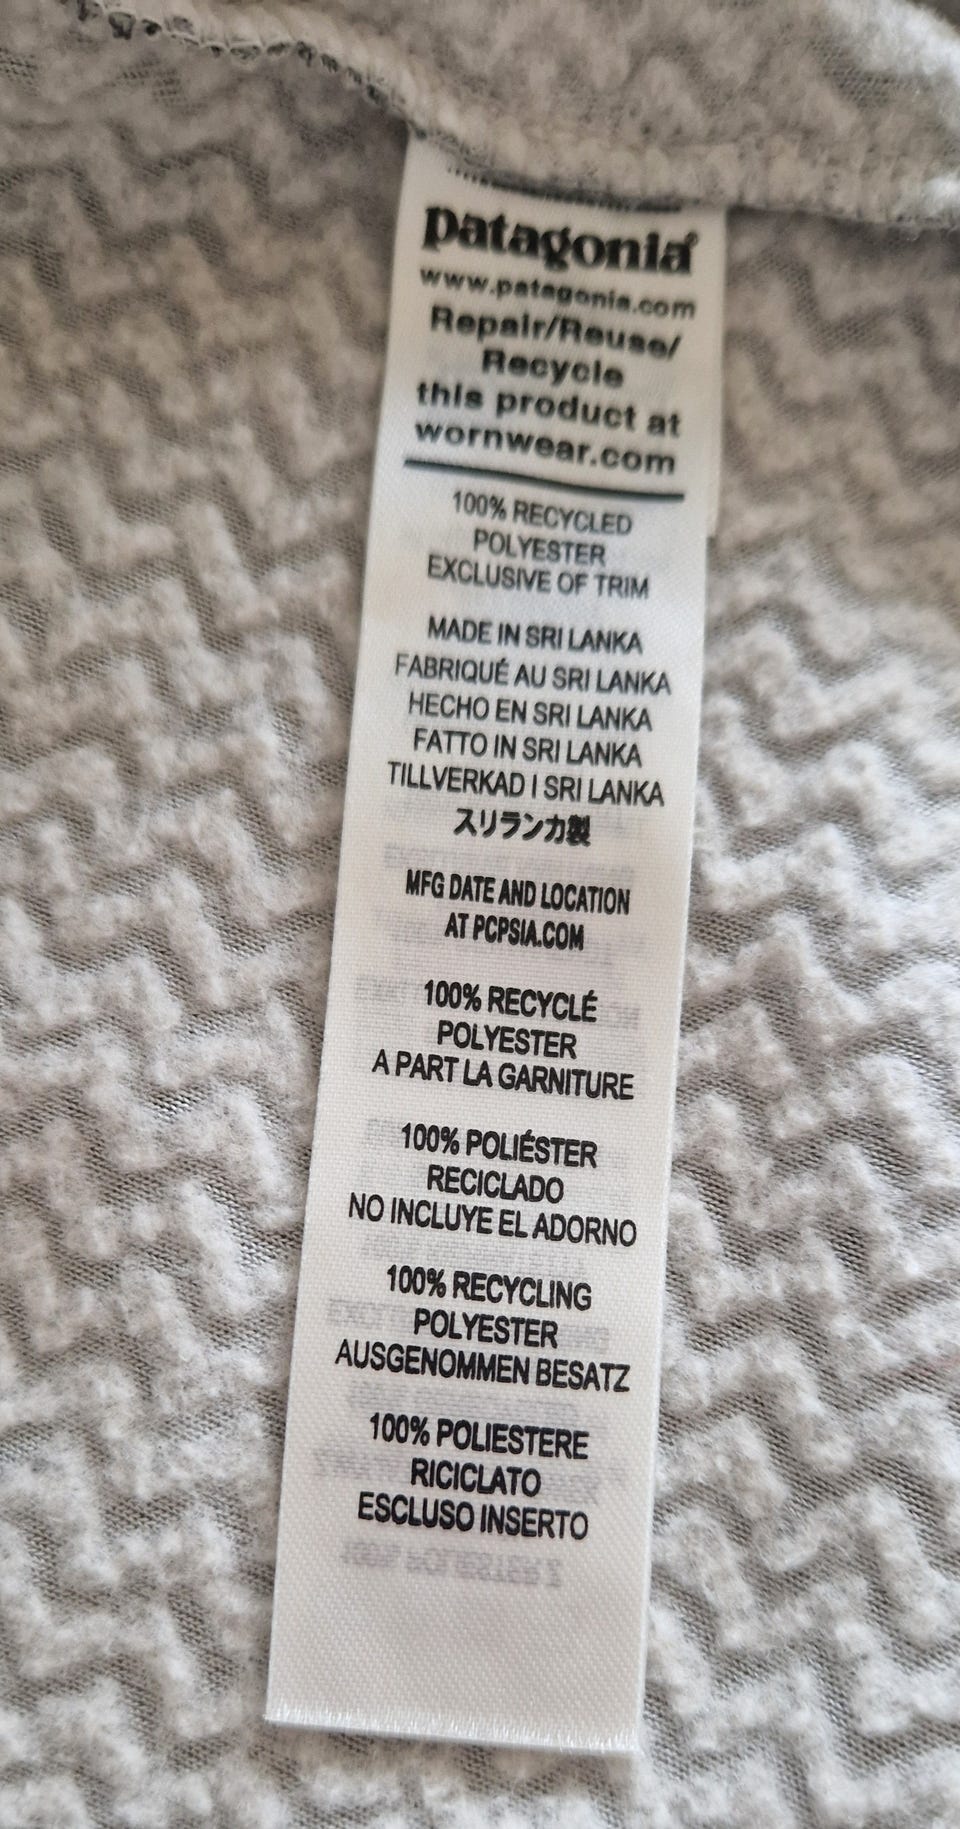 patagonia®
www.patagonia.com
Repair/Reuse/
Recycle
this product at
wornwear.com
100% RECYCLED
POLYESTER
EXCLUSIVE OF TRIM
MADE IN SRI LANKA
FABRIQUÉ AU SRI LANKA
HECHO EN SRI LANKA
FATTO IN SRI LANKA
TILLVERKAD I SRI LANKA
スリランカ製
MFG DATE AND LOCATION
AT PCPSIA.COM
100% RECYCLÉ
POLYESTER
A PART LA GARNITURE
100% POLIÉSTER
RECICLADO
NO INCLUYE EL ADORNO
100% RECYCLING
POLYESTER
AUSGENOMMEN BESATZ
100% POLIESTERE
RICICLATO
ESCLUSO INSERTO